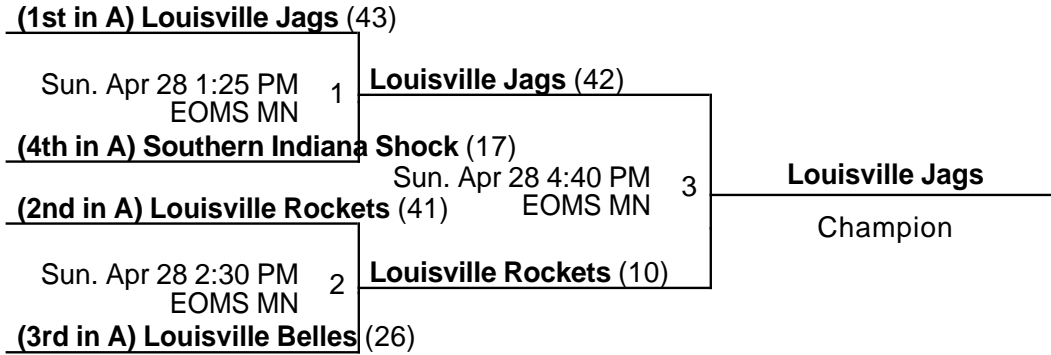 (1st in A) Louisville Jags (43)
Sun. Apr 28 1:25 PM
EOMS MN
1
Louisville Jags (42)
(4th in A) Southern Indiana Shock (17)
Sun. Apr 28 4:40 PM
EOMS MN
3
Louisville Jags
Champion
(2nd in A) Louisville Rockets (41)
Sun. Apr 28 2:30 PM
EOMS MN
2
Louisville Rockets (10)
(3rd in A) Louisville Belles (26)